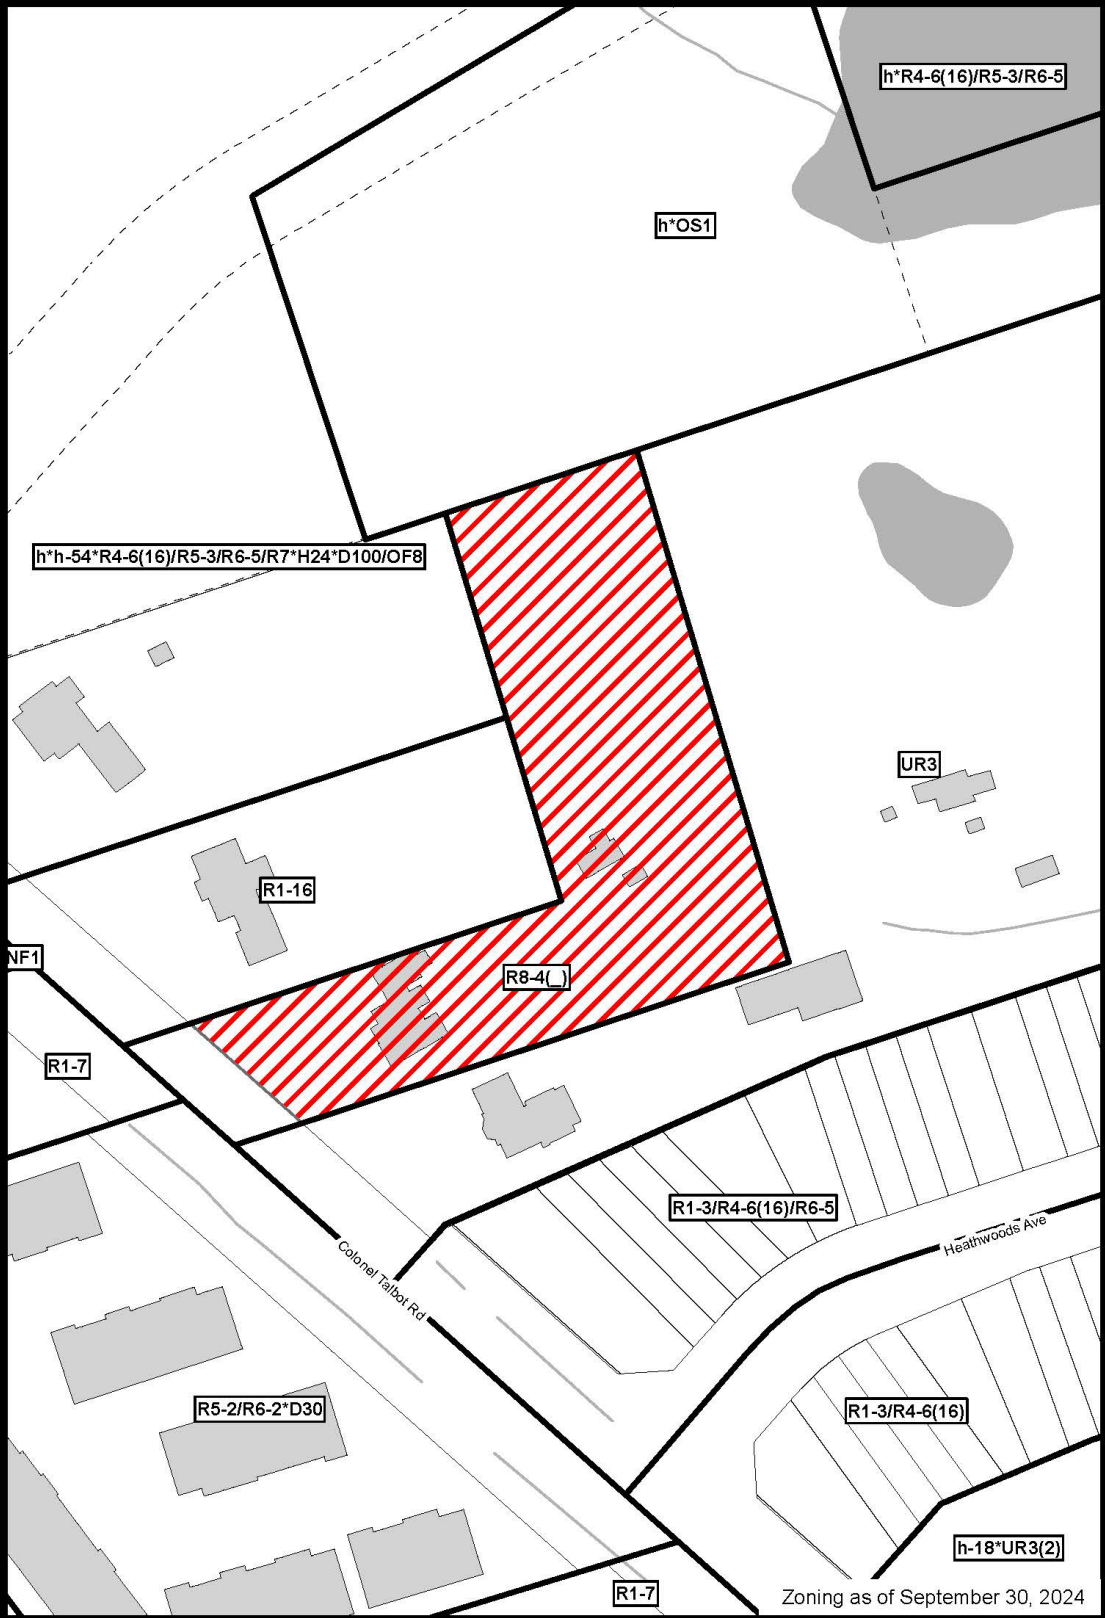 h*R4-6(16)/R5-3/R6-5
h*OS1
h*h-54*R4-6(16)/R5-3/R6-5/R7*H24*D100/OF8
UR3
R1-16
NF1
R8-4(_)
R1-7
R1-3/R4-6(16)/R6-5
Heathwoods Ave
Colonel Talbot Rd
R5-2/R6-2*D30
R1-3/R4-6(16)
h-18*UR3(2)
R1-7
Zoning as of September 30, 2024